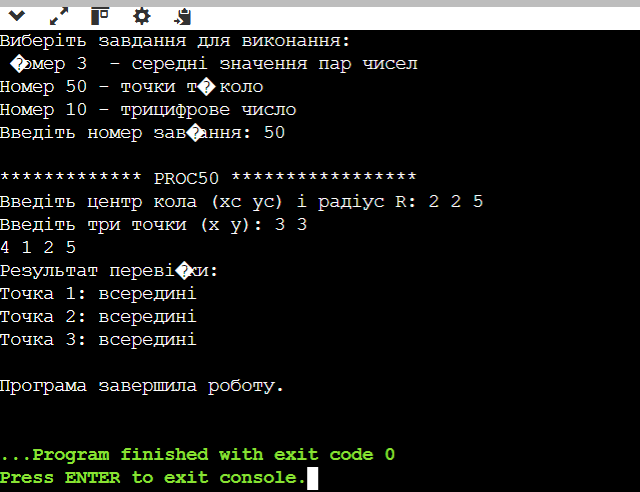 Виберіть завдання для виконання:
�омер 3  - середні значення пар чисел
Номер 50 - точки т� коло
Номер 10 - трицифрове число
Введіть номер зав�ання: 50
************* PROC50 *****************
Введіть центр кола (xc yc) і радіус R: 2 2 5
Введіть три точки (x y): 3 3
4 1 2 5
Результат переві�ки:
Точка 1: всередині
Точка 2: всередині
Точка 3: всередині
Програма завершила роботу.
...Program finished with exit code 0
Press ENTER to exit console.